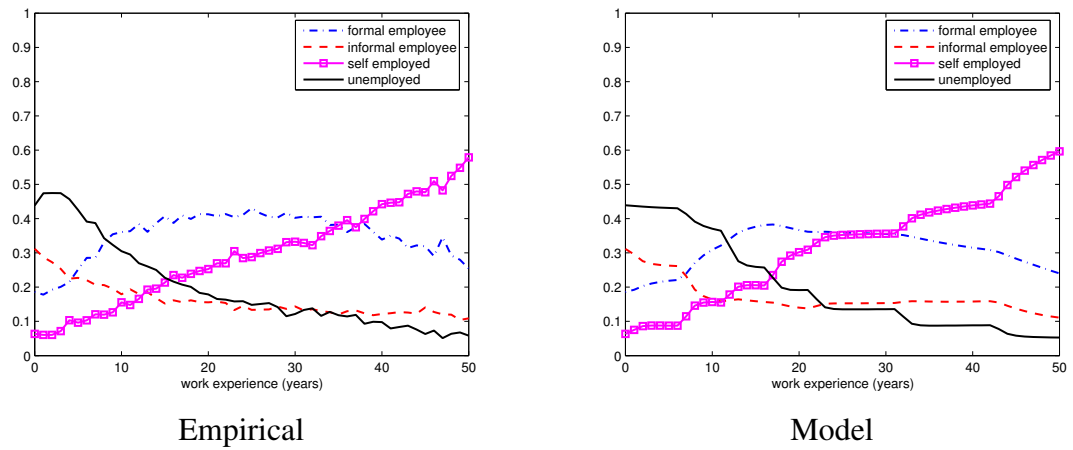 1
0.9
0.8
0.7
0.6
0.5
0.4
0.3
0.2
0.1
0
0 10 20 30 40 50
work experience (years)
formal employee
informal employee
self employed
unemployed
Empirical
1
0.9
0.8
0.7
0.6
0.5
0.4
0.3
0.2
0.1
0
0 10 20 30 40 50
work experience (years)
formal employee
informal employee
self employed
unemployed
Model